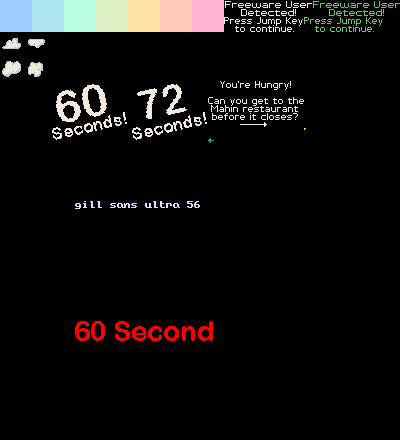 Freeware User
Detected!
Press Jump Key
to continue.
Freeware User
Detected!
Press Jump Key
to continue.
60
Seconds!
72
Seconds!
You're Hungry!
Can you get to the
Mahin restaurant
before it closes?
gill sans ultra 56
60 Second